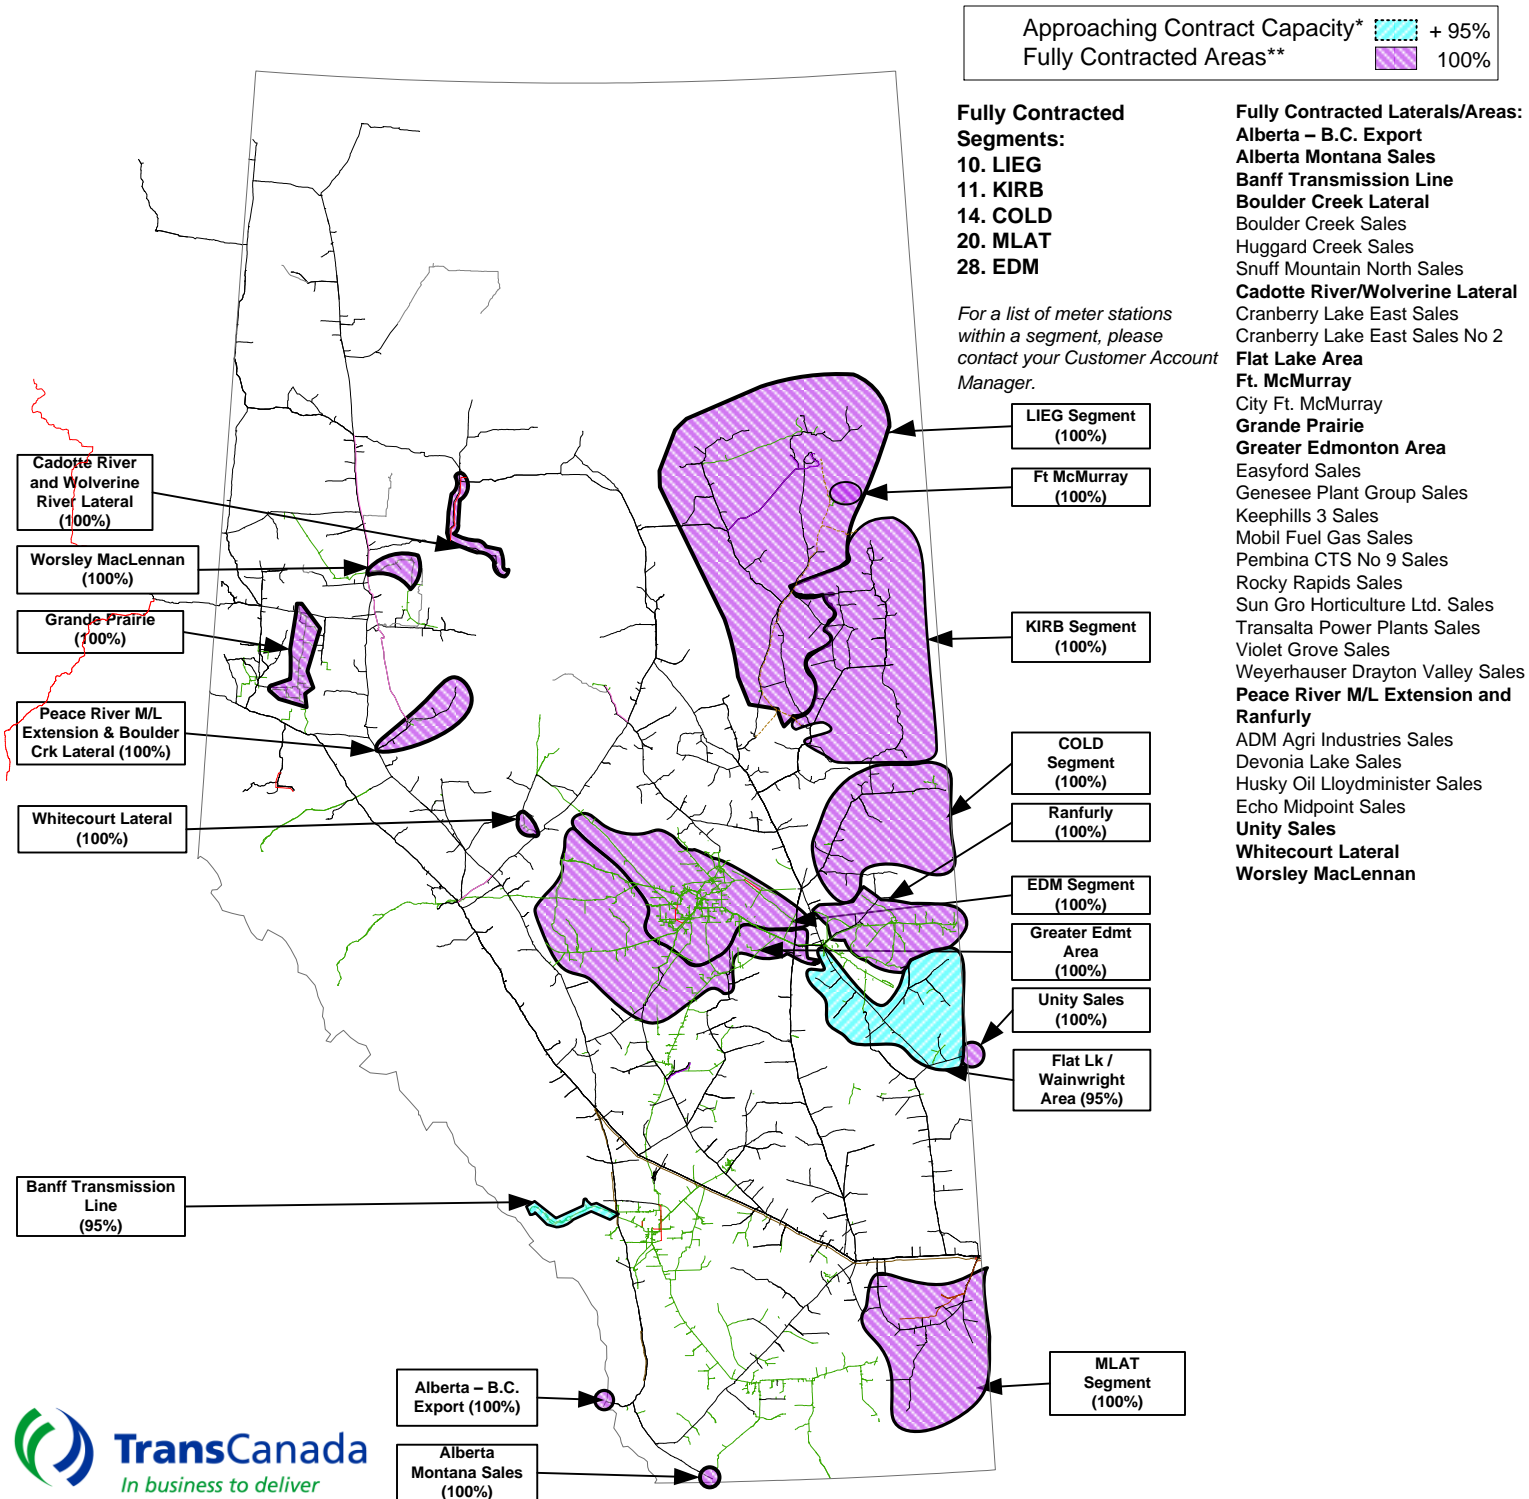 Approaching Contract Capacity* + 95%
Fully Contracted Areas** 100%
Fully Contracted
Segments:
10. LIEG
11. KIRB
14. COLD
20. MLAT
28. EDM
For a list of meter stations
within a segment, please
contact your Customer Account
Manager.
Fully Contracted Laterals/Areas:
Alberta – B.C. Export
Alberta Montana Sales
Banff Transmission Line
Boulder Creek Lateral
Boulder Creek Sales
Huggard Creek Sales
Snuff Mountain North Sales
Cadotte River/Wolverine Lateral
Cranberry Lake East Sales
Cranberry Lake East Sales No 2
Flat Lake Area
Ft. McMurray
City Ft. McMurray
Grande Prairie
Greater Edmonton Area
Easyford Sales
Genesee Plant Group Sales
Keephills 3 Sales
Mobil Fuel Gas Sales
Pembina CTS No 9 Sales
Rocky Rapids Sales
Sun Gro Horticulture Ltd. Sales
Transalta Power Plants Sales
Violet Grove Sales
Weyerhauser Drayton Valley Sales
Peace River M/L Extension and
Ranfurly
ADM Agri Industries Sales
Devonia Lake Sales
Husky Oil Lloydminister Sales
Echo Midpoint Sales
Unity Sales
Whitecourt Lateral
Worsley MacLennan
Cadotte River
and Wolverine
River Lateral
(100%)
Worsley MacLennan
(100%)
Grande Prairie
(100%)
Peace River M/L
Extension & Boulder
Crk Lateral (100%)
Whitecourt Lateral
(100%)
Banff Transmission
Line
(95%)
Alberta – B.C.
Export (100%)
Alberta
Montana Sales
(100%)
LIEG Segment
(100%)
Ft McMurray
(100%)
KIRB Segment
(100%)
COLD
Segment
(100%)
Ranfurly
(100%)
EDM Segment
(100%)
Greater Edmt
Area
(100%)
Unity Sales
(100%)
Flat Lk /
Wainwright
Area (95%)
MLAT
Segment
(100%)
TransCanada
In business to deliver